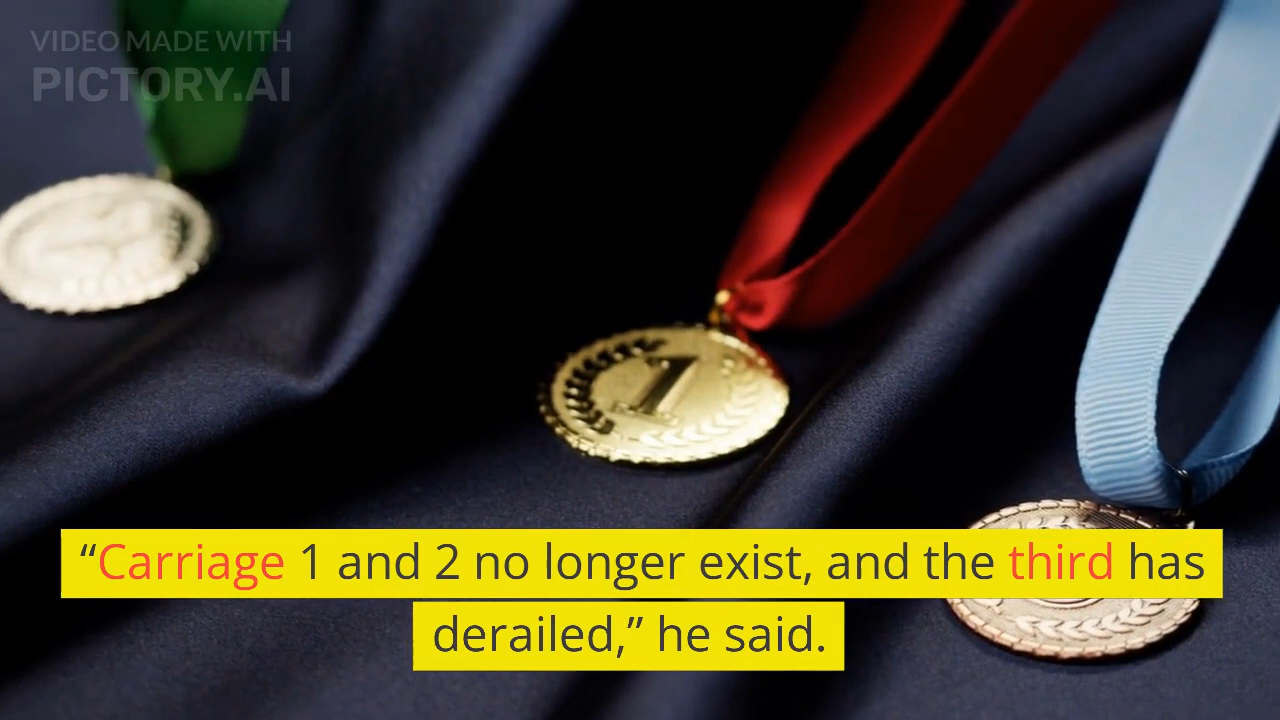 VIDEO MADE WITH
PICTORY.AI
1
“Carriage 1 and 2 no longer exist, and the third has
derailed,” he said.